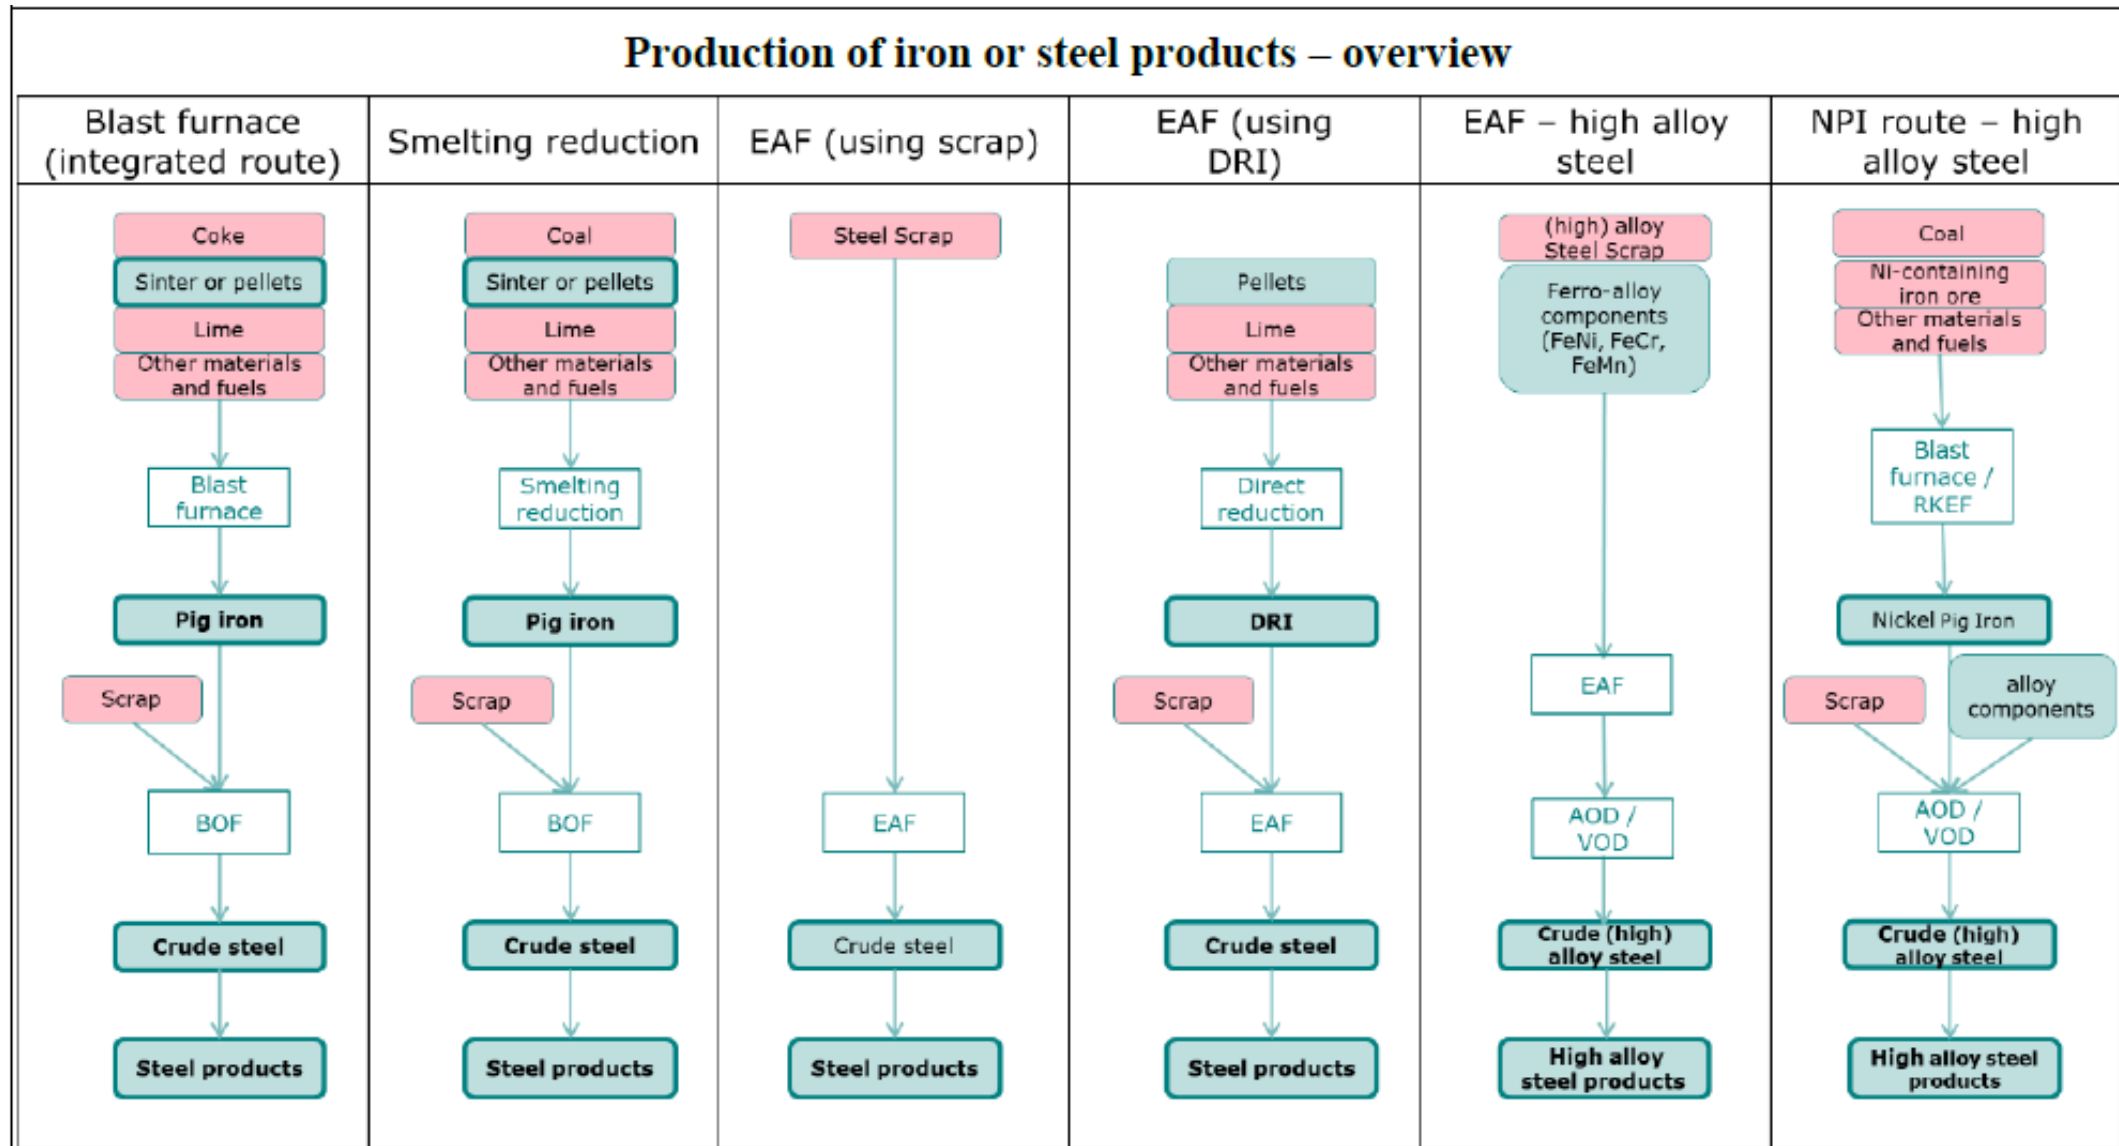 Production of iron or steel products – overview
Blast furnace
(integrated route)
Coke
Sinter or pellets
Lime
Other materials
and fuels
Blast
furnace
Pig iron
Scrap
BOF
Crude steel
Steel products
Smelting reduction
Coal
Sinter or pellets
Lime
Other materials
and fuels
Smelting
reduction
Pig iron
Scrap
BOF
Crude steel
Steel products
EAF (using scrap)
Steel Scrap
EAF
Crude steel
Steel products
EAF (using
DRI)
Pellets
Lime
Other materials
and fuels
Direct
reduction
DRI
Scrap
EAF
Crude steel
Steel products
EAF – high alloy
steel
(high) alloy
Steel Scrap
Ferro-alloy
components
(FeNi, FeCr,
FeMn)
EAF
AOD /
VOD
Crude (high)
alloy steel
High alloy
steel products
NPI route – high
alloy steel
Coal
Ni-containing
iron ore
Other materials
and fuels
Blast
furnace /
RKEF
Nickel Pig Iron
Scrap
alloy
components
AOD /
VOD
Crude (high)
alloy steel
High alloy steel
products